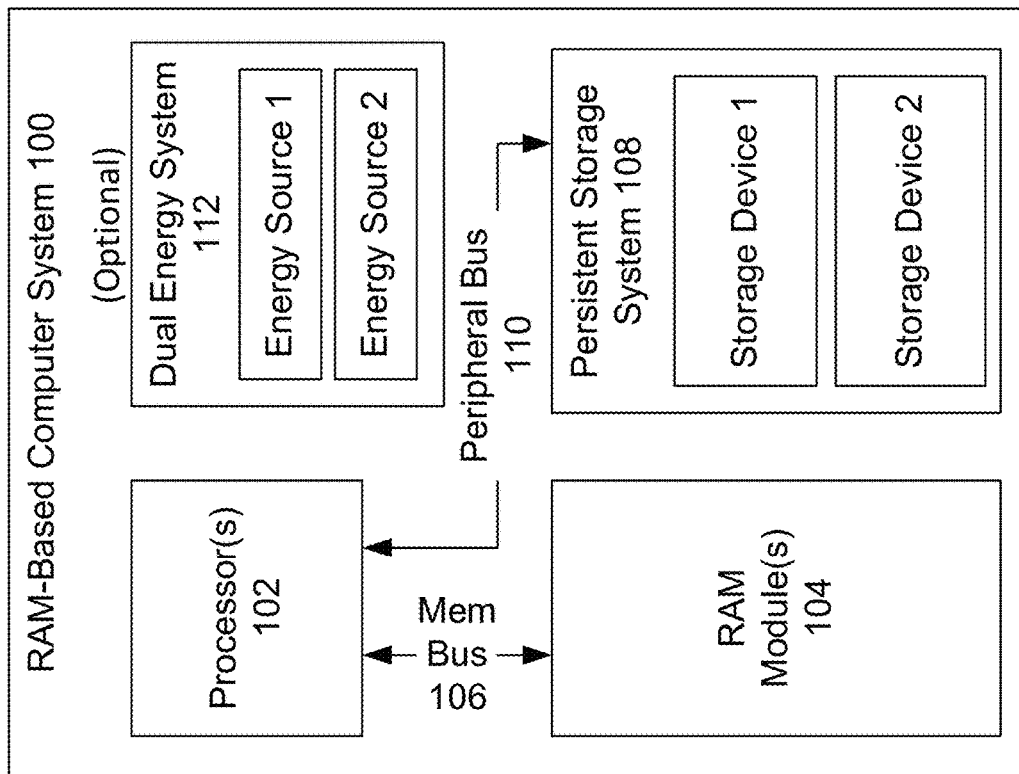 RAM-Based Computer System 100
Processor(s)
102
(Optional)
Dual Energy System
112
Energy Source 1
Energy Source 2
Mem
Bus
106
Peripheral Bus
110
RAM
Module(s)
104
Persistent Storage
System 108
Storage Device 1
Storage Device 2